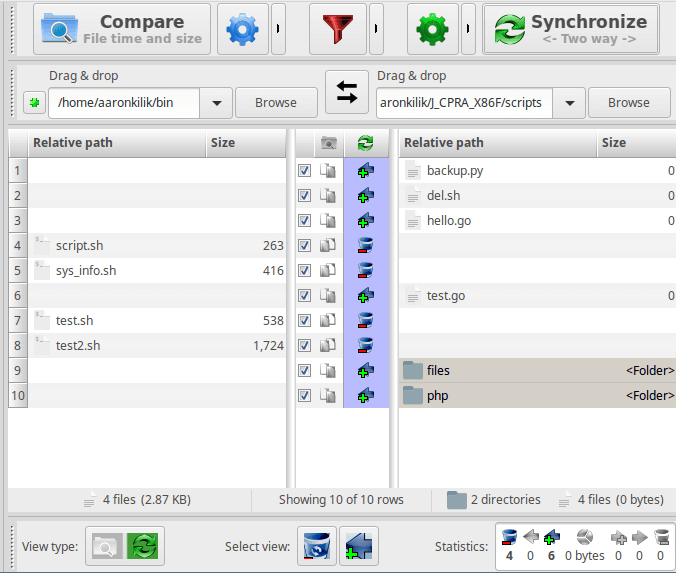 Compare
File time and size
Synchronize
<- Two way ->
Drag & drop
Drag & drop
/home/aaronkilik/bin
Browse
aronkilik/J_CPRA_X86F/scripts
Browse
Relative path Size Relative path Size
1 backup.py 0
2 del.sh 0
3 hello.go 0
4 script.sh 263
5 sys_info.sh 416
6 test.go 0
7 test.sh 538
8 test2.sh 1,724
9 files <Folder>
10 php <Folder>
4 files (2.87 KB) Showing 10 of 10 rows 2 directories 4 files (0 bytes)
View type: Select view: Statistics:
4 0 6 0 bytes 0 0 0